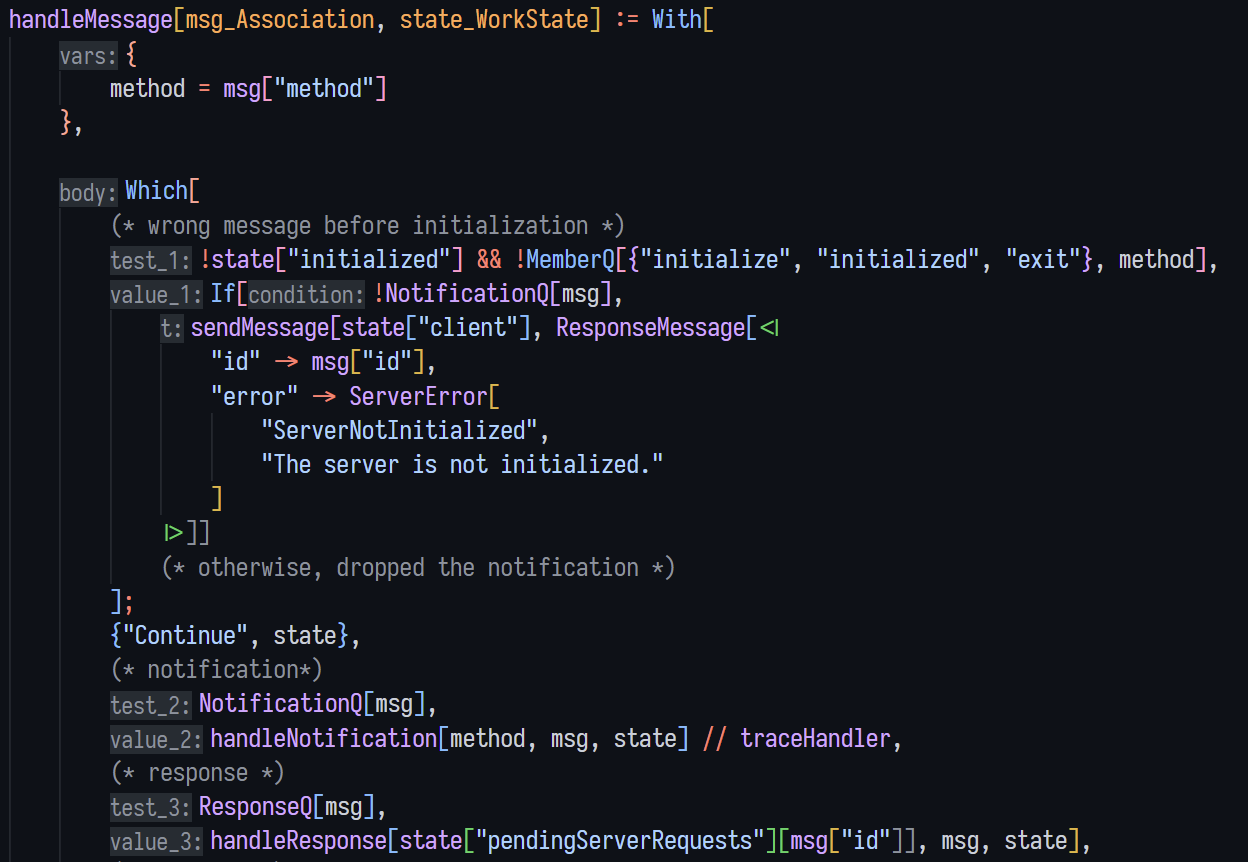 handleMessage[msg_Association, state_WorkState] := With[
vars: {
method = msg["method"]
},
body: Which[
(* wrong message before initialization *)
test_1: !state["initialized"] && !MemberQ[{"initialize", "initialized", "exit"}, method],
value_1: If[condition: !NotificationQ[msg],
t: sendMessage[state["client"], ResponseMessage[<|
"id" -> msg["id"],
"error" -> ServerError[
"ServerNotInitialized",
"The server is not initialized."
]
|>]]
(* otherwise, dropped the notification *)
];
{"Continue", state},
(* notification*)
test_2: NotificationQ[msg],
value_2: handleNotification[method, msg, state] // traceHandler,
(* response *)
test_3: ResponseQ[msg],
value_3: handleResponse[state["pendingServerRequests"][msg["id"]], msg, state],